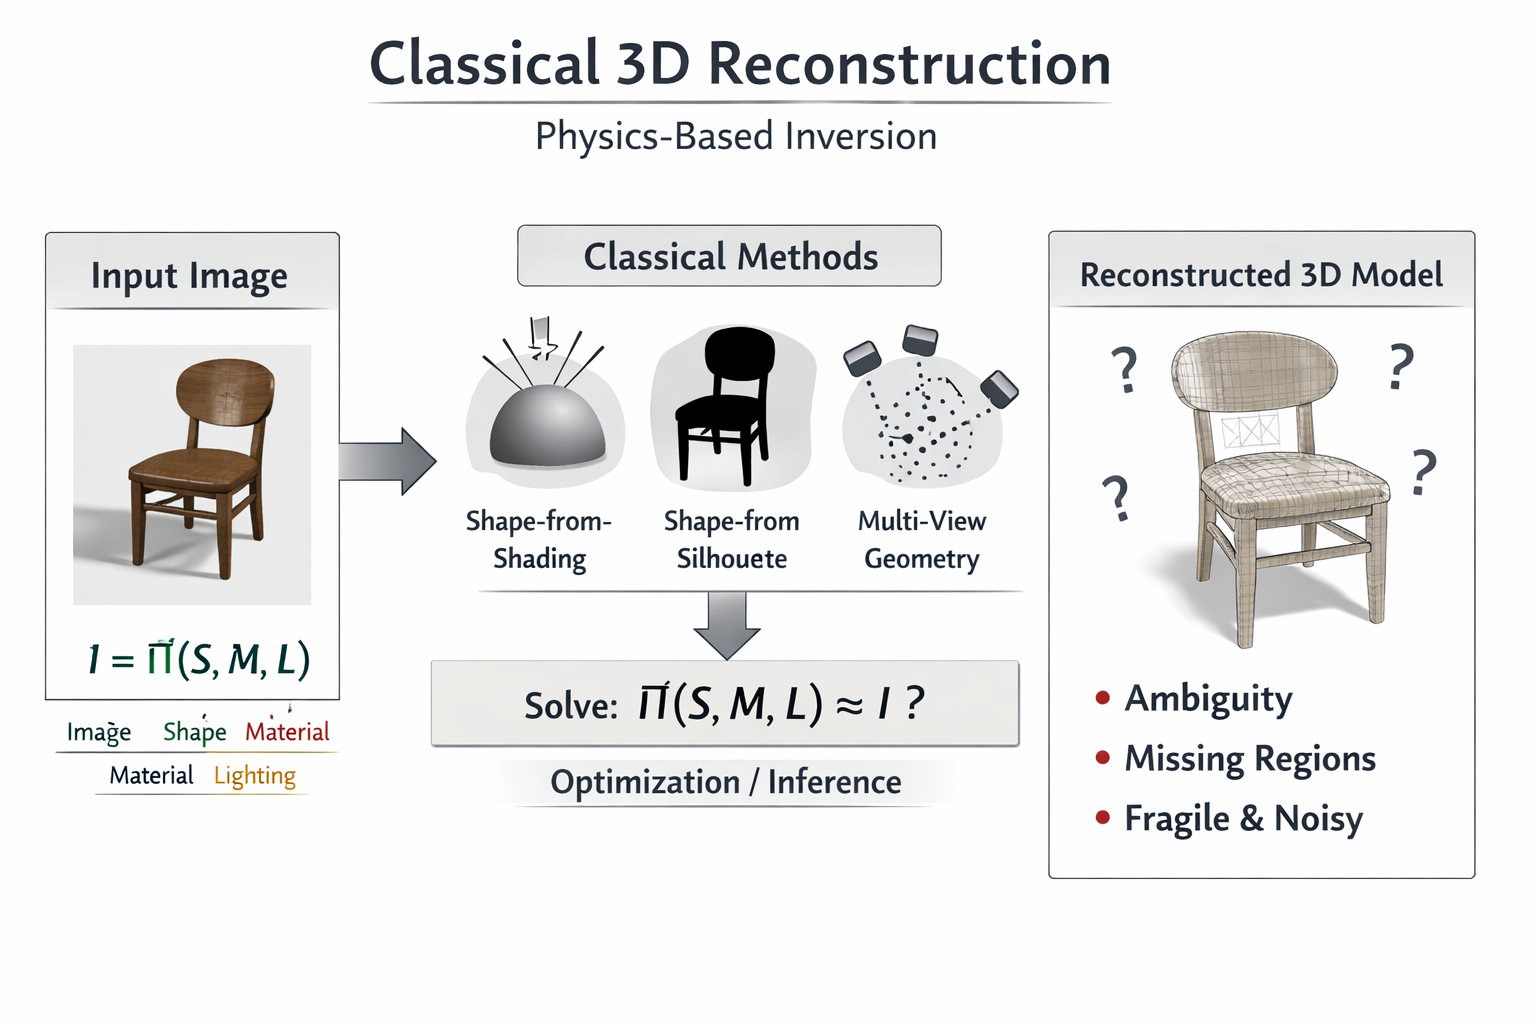 Classical 3D Reconstruction
Physics-Based Inversion
Input Image
I = Π(S, M, L)
Image Shape Material
Material Lighting
Classical Methods
Shape-from-
Shading
Shape-from
Silhouete
Multi-View
Geometry
Solve: Π(S, M, L) ≈ I ?
Optimization / Inference
Reconstructed 3D Model
? ?
? ?
• Ambiguity
• Missing Regions
• Fragile & Noisy